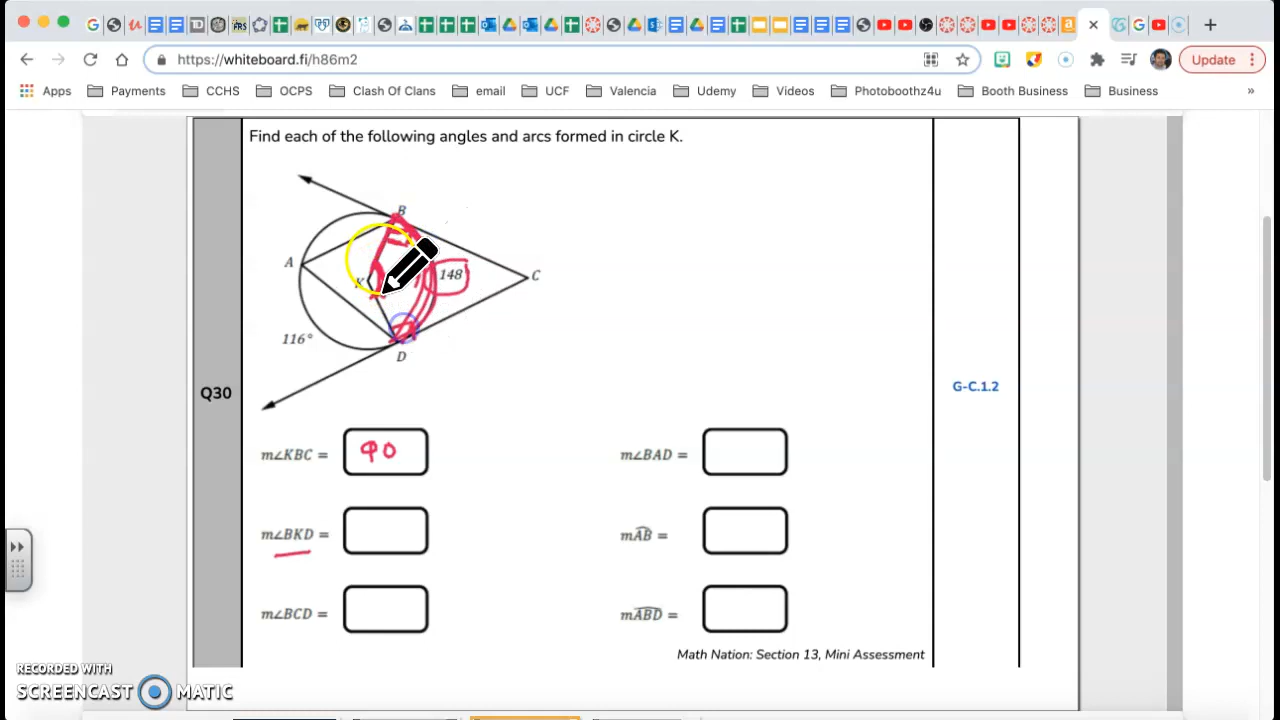 https://whiteboard.fi/h86m2
Update
Apps
Payments
CCHS
OCPS
Clash Of Clans
email
UCF
Valencia
Udemy
Videos
Photoboothz4u
Booth Business
Business
»
Find each of the following angles and arcs formed in circle K.
B
A
K
148
C
116°
D
Q30
G-C.1.2
m∠KBC = 90
m∠BAD =
m∠BKD =
mAB =
m∠BCD =
mABD =
Math Nation: Section 13, Mini Assessment
RECORDED WITH
SCREENCAST MATIC